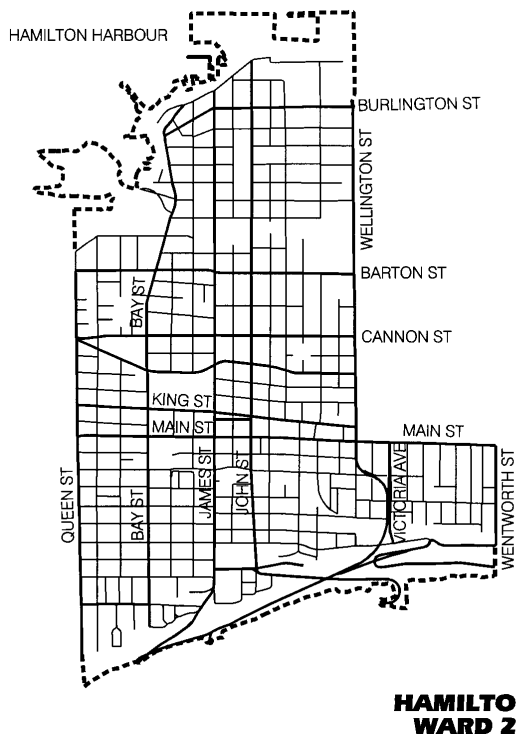 HAMILTON HARBOUR
BURLINGTON ST
WELLINGTON ST
BARTON ST
BAY ST
CANNON ST
KING ST
MAIN ST
MAIN ST
QUEEN ST
BAY ST
JAMES ST
JOHN ST
VICTORIA AVE
WENTWORTH ST
HAMILTO
WARD 2